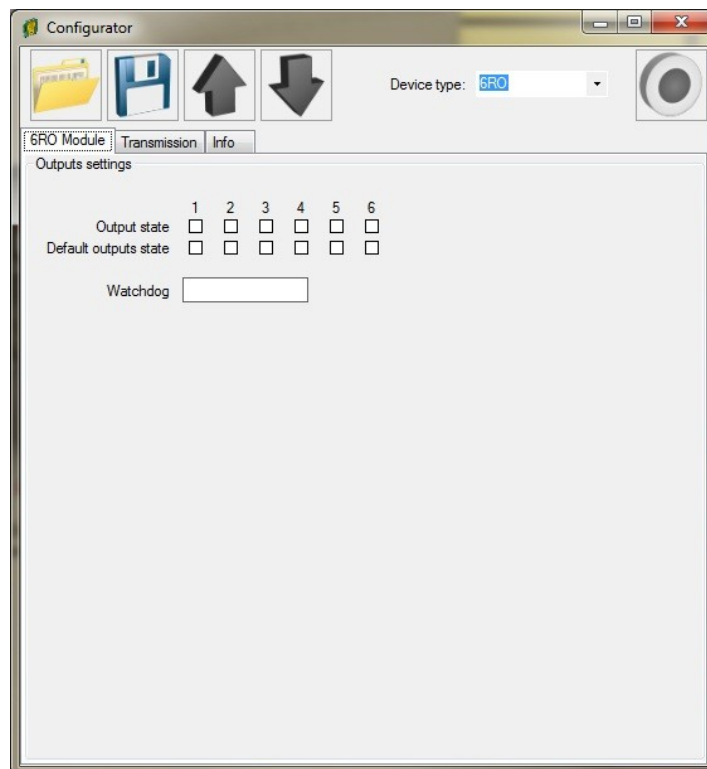 Configurator
Device type: 6RO
6RO Module Transmission Info
Outputs settings
1 2 3 4 5 6
Output state
Default outputs state
Watchdog